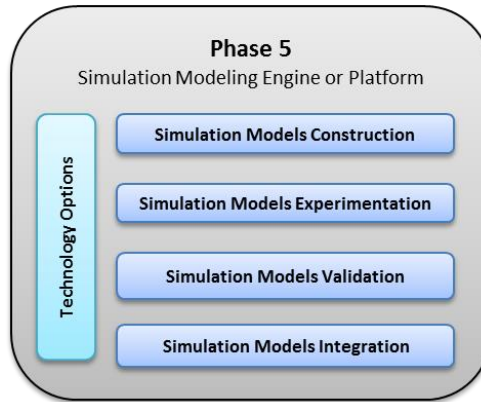 Phase 5
Simulation Modeling Engine or Platform
Technology Options
Simulation Models Construction
Simulation Models Experimentation
Simulation Models Validation
Simulation Models Integration